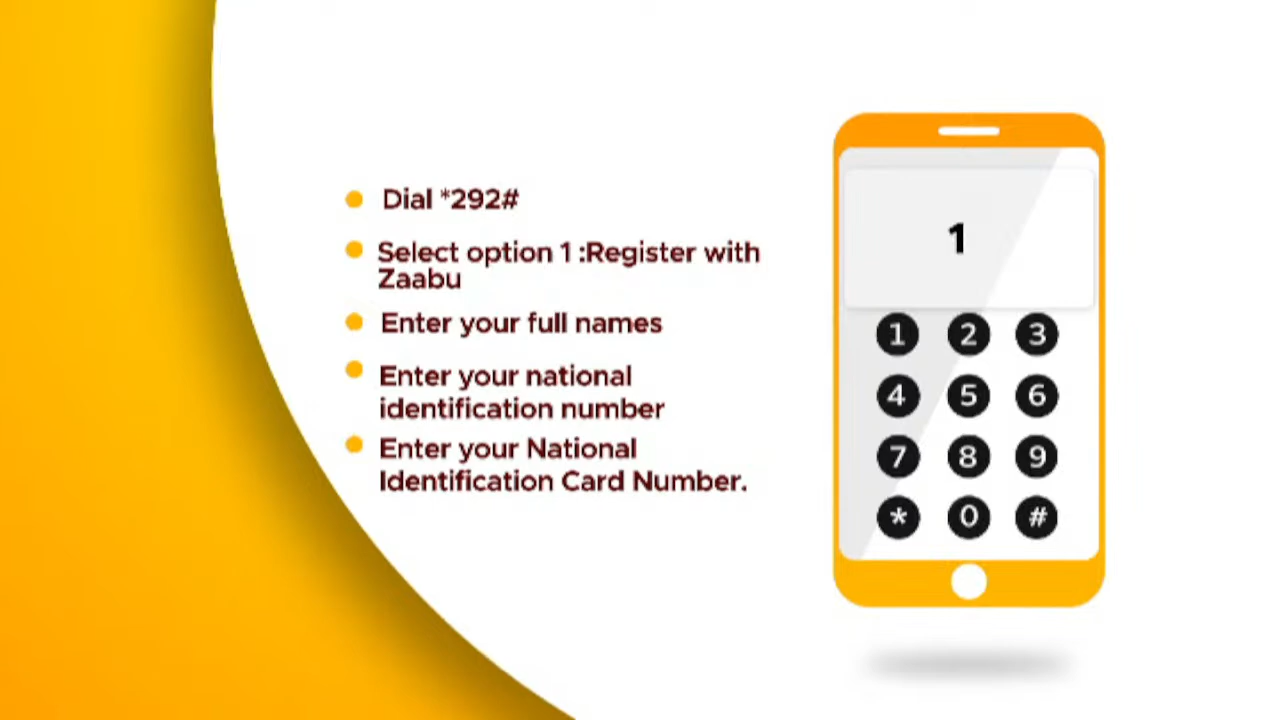 Dial *292#
Select option 1 :Register with
Zaabu
Enter your full names
Enter your national
identification number
Enter your National
Identification Card Number.
1
1 2 3
4 5 6
7 8 9
* 0 #